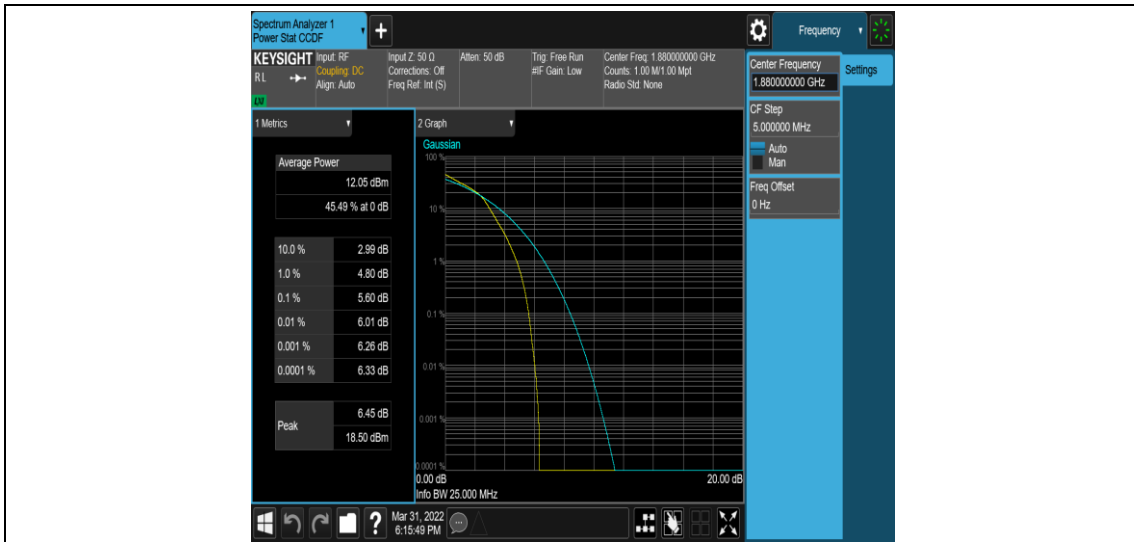 Spectrum Analyzer 1
Power Stat CCDF
+
Frequency
KEYSIGHT
RL
Input: RF
Coupling: DC
Align: Auto
Input Z: 50 Ω
Corrections: Off
Freq Ref: Int (S)
Atten: 50 dB
Trig: Free Run
#IF Gain: Low
Center Freq: 1.880000000 GHz
Counts: 1.00 M/1.00 Mpt
Radio Std: None
Center Frequency
1.880000000 GHz
Settings
CF Step
5.000000 MHz
Auto
Man
Freq Offset
0 Hz
1 Metrics
Average Power
12.05 dBm
45.49 % at 0 dB
10.0 % 2.99 dB
1.0 % 4.80 dB
0.1 % 5.60 dB
0.01 % 6.01 dB
0.001 % 6.26 dB
0.0001 % 6.33 dB
Peak 6.45 dB
18.50 dBm
2 Graph
Gaussian
100 %
10 %
1 %
0.1 %
0.01 %
0.001 %
0.0001 %
0.00 dB 20.00 dB
Info BW 25.000 MHz
?
Mar 31, 2022
6:15:49 PM